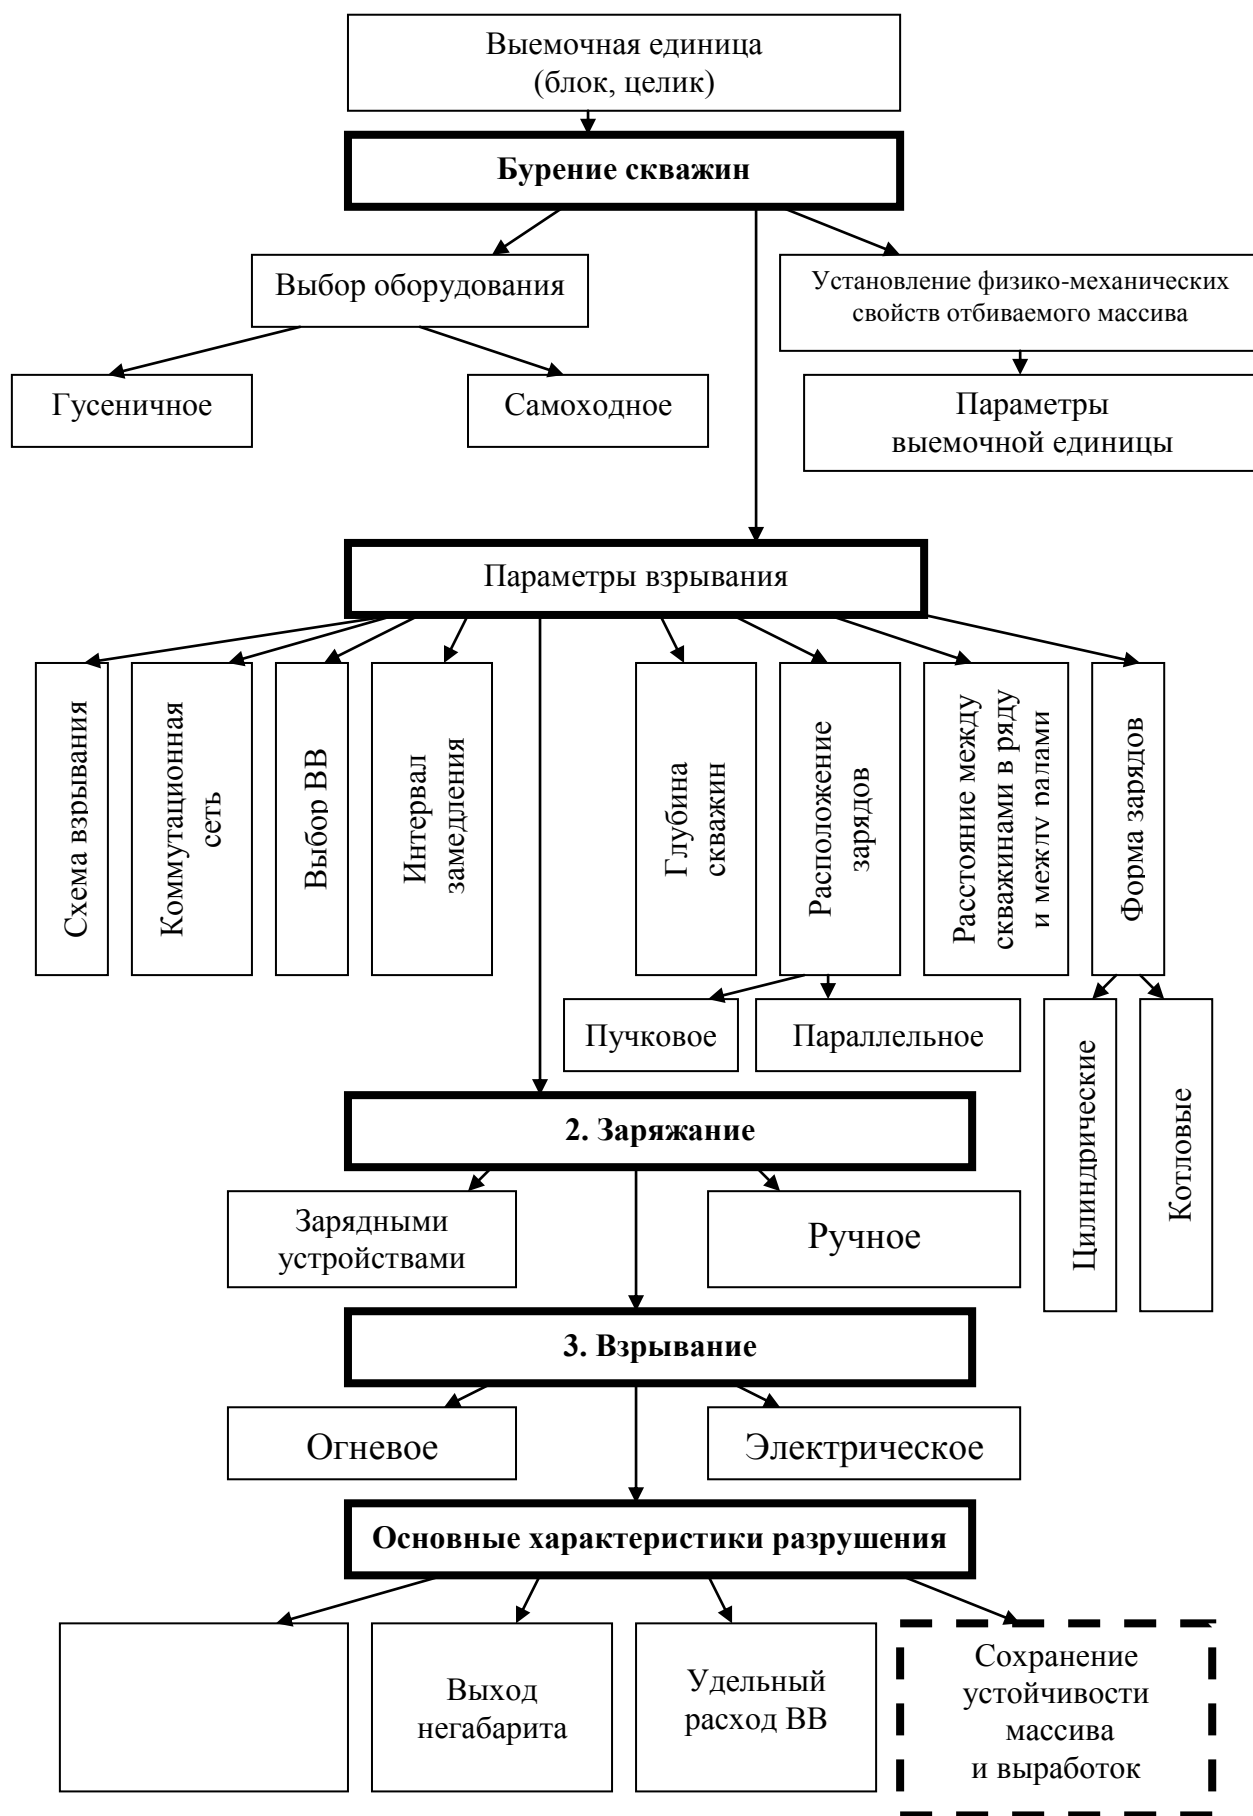 Выемочная единица
(блок, целик)
Бурение скважин
Выбор оборудования
Установление физико-механических
свойств отбиваемого массива
Гусеничное
Самоходное
Параметры
выемочной единицы
Параметры взрывания
Схема взрывания
Коммутационная
сеть
Выбор ВВ
Интервал
замедления
Глубина
скважин
Расположение
зарядов
Расстояние между
скважинами в ряду
и между рядами
Форма зарядов
Пучковое
Параллельное
Цилиндрические
Котловые
2. Заряжание
Зарядными
устройствами
Ручное
3. Взрывание
Огневое
Электрическое
Основные характеристики разрушения
Выход
негабарита
Удельный
расход ВВ
Сохранение
устойчивости
массива
и выработок